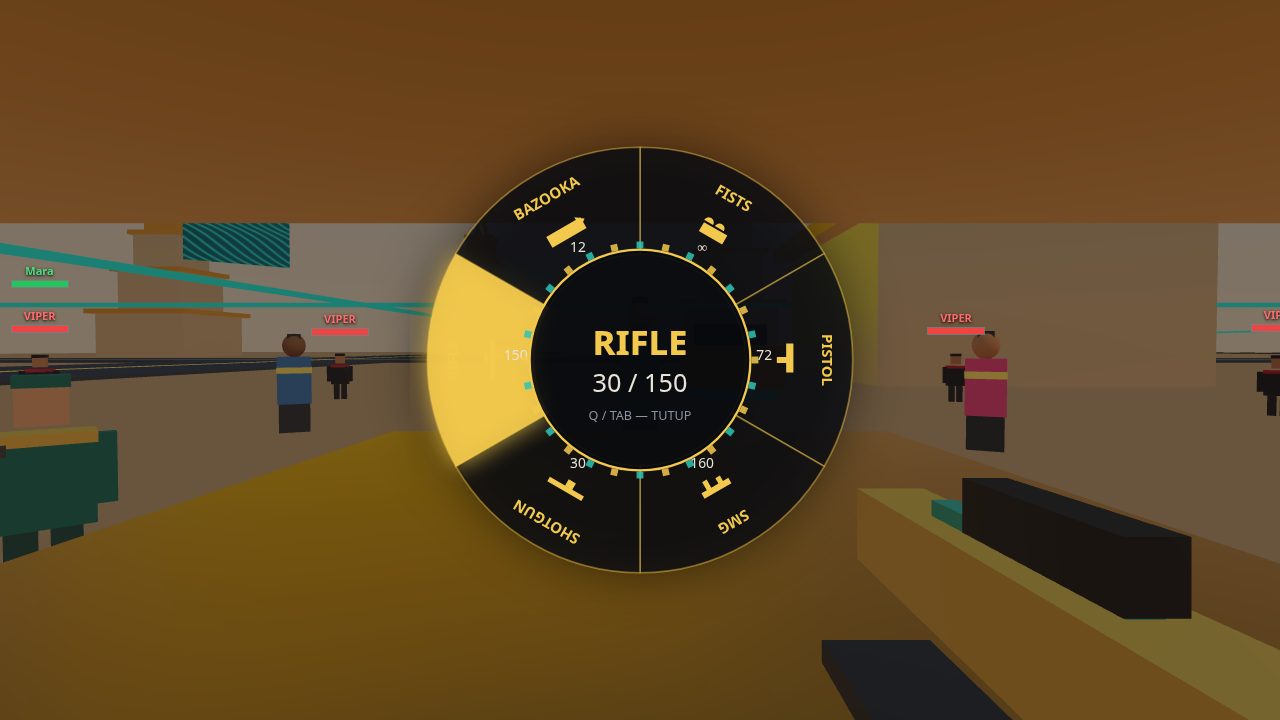 BAZOOKA
12
FISTS
∞
Mara
VIPER
VIPER
VIPER
150
RIFLE
30 / 150
Q / TAB — TUTUP
72
PISTOL
30
SHOTGUN
160
SMG